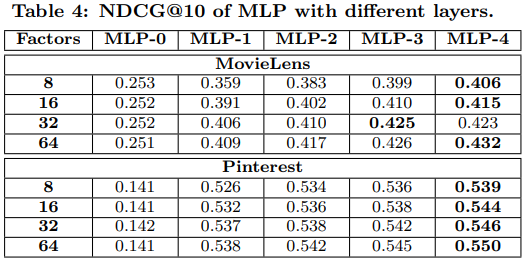 Table 4: NDCG@10 of MLP with different layers.
Factors MLP-0 MLP-1 MLP-2 MLP-3 MLP-4
MovieLens
8 0.253 0.359 0.383 0.399 0.406
16 0.252 0.391 0.402 0.410 0.415
32 0.252 0.406 0.410 0.425 0.423
64 0.251 0.409 0.417 0.426 0.432
Pinterest
8 0.141 0.526 0.534 0.536 0.539
16 0.141 0.532 0.536 0.538 0.544
32 0.142 0.537 0.538 0.542 0.546
64 0.141 0.538 0.542 0.545 0.550